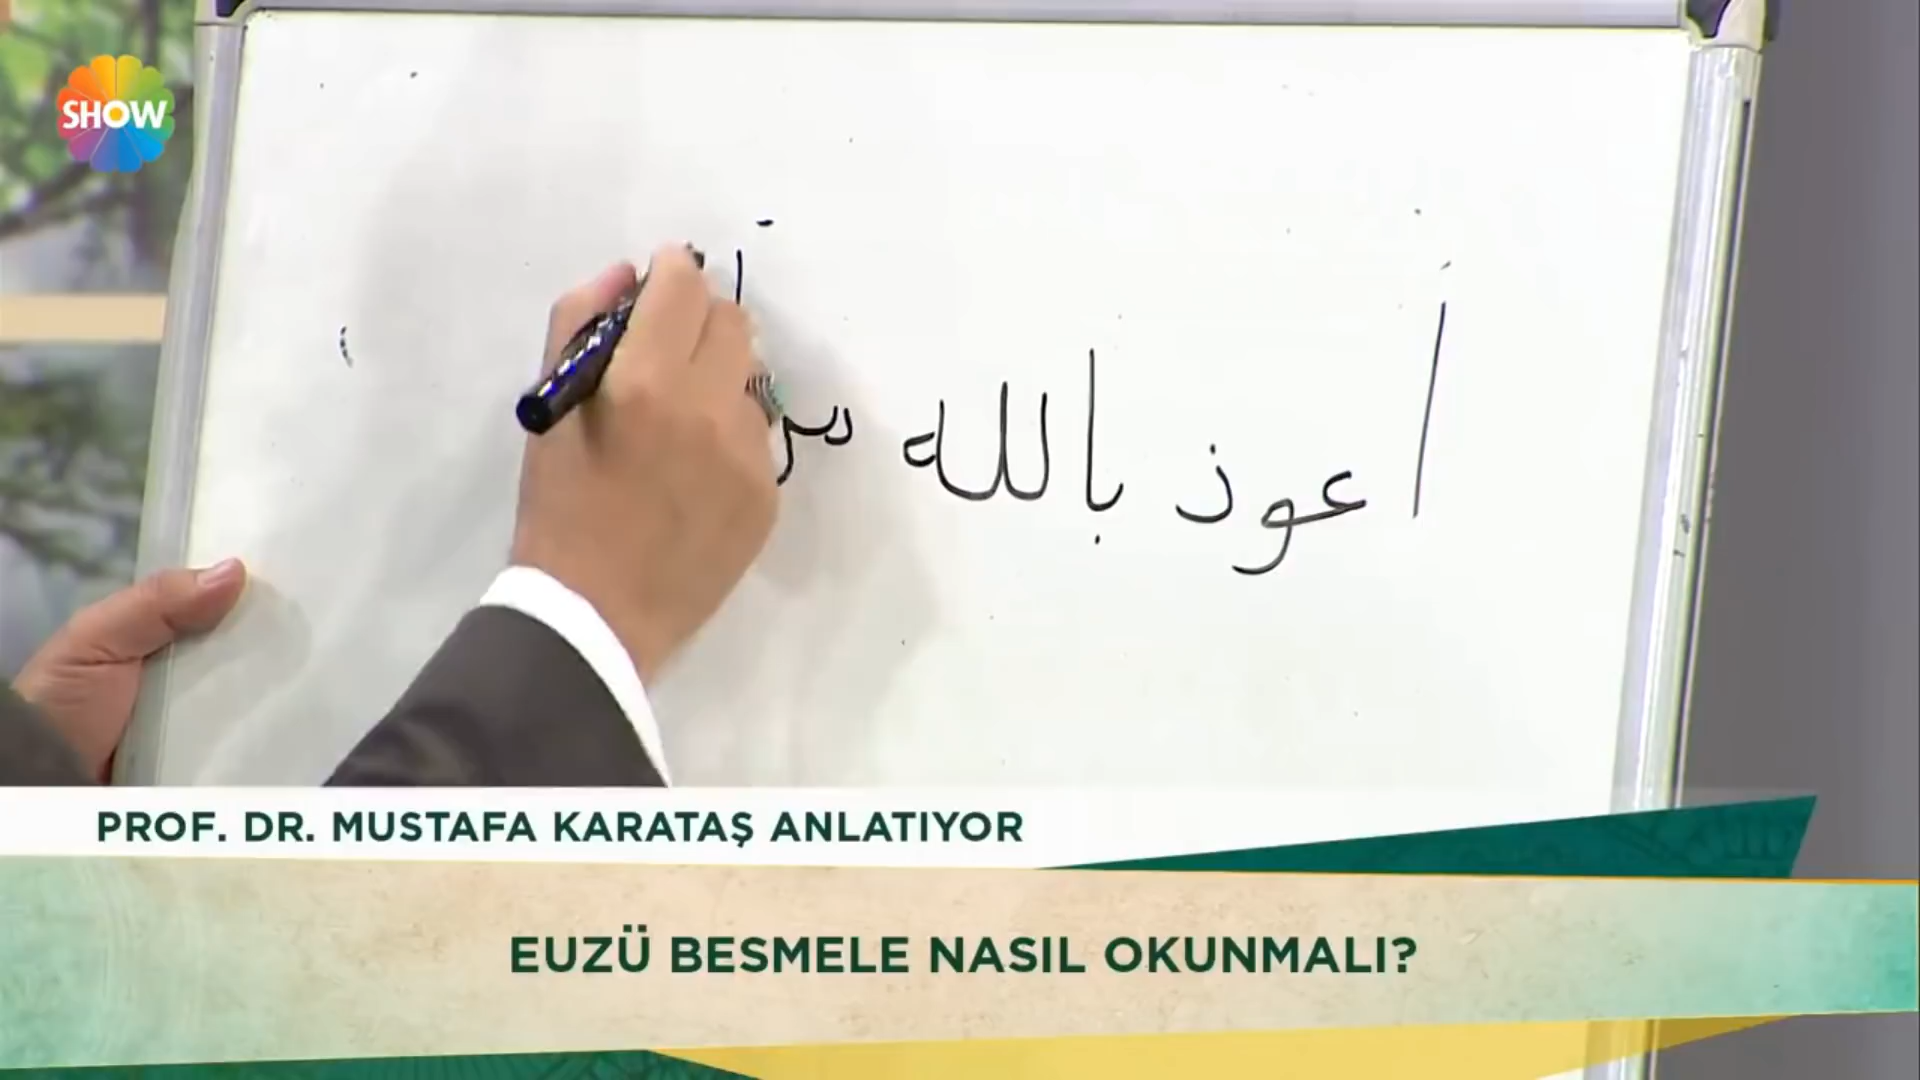 SHOW
أعوذ بالله
PROF. DR. MUSTAFA KARATAŞ ANLATIYOR
EUZÜ BESMELE NASIL OKUNMALI?